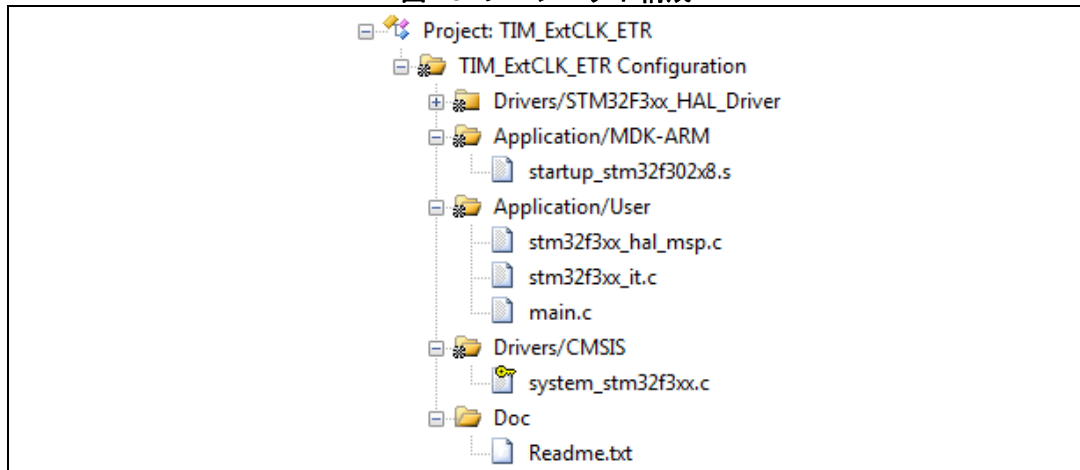 Project: TIM_ExtCLK_ETR
TIM_ExtCLK_ETR Configuration
Drivers/STM32F3xx_HAL_Driver
Application/MDK-ARM
startup_stm32f302x8.s
Application/User
stm32f3xx_hal_msp.c
stm32f3xx_it.c
main.c
Drivers/CMSIS
system_stm32f3xx.c
Doc
Readme.txt